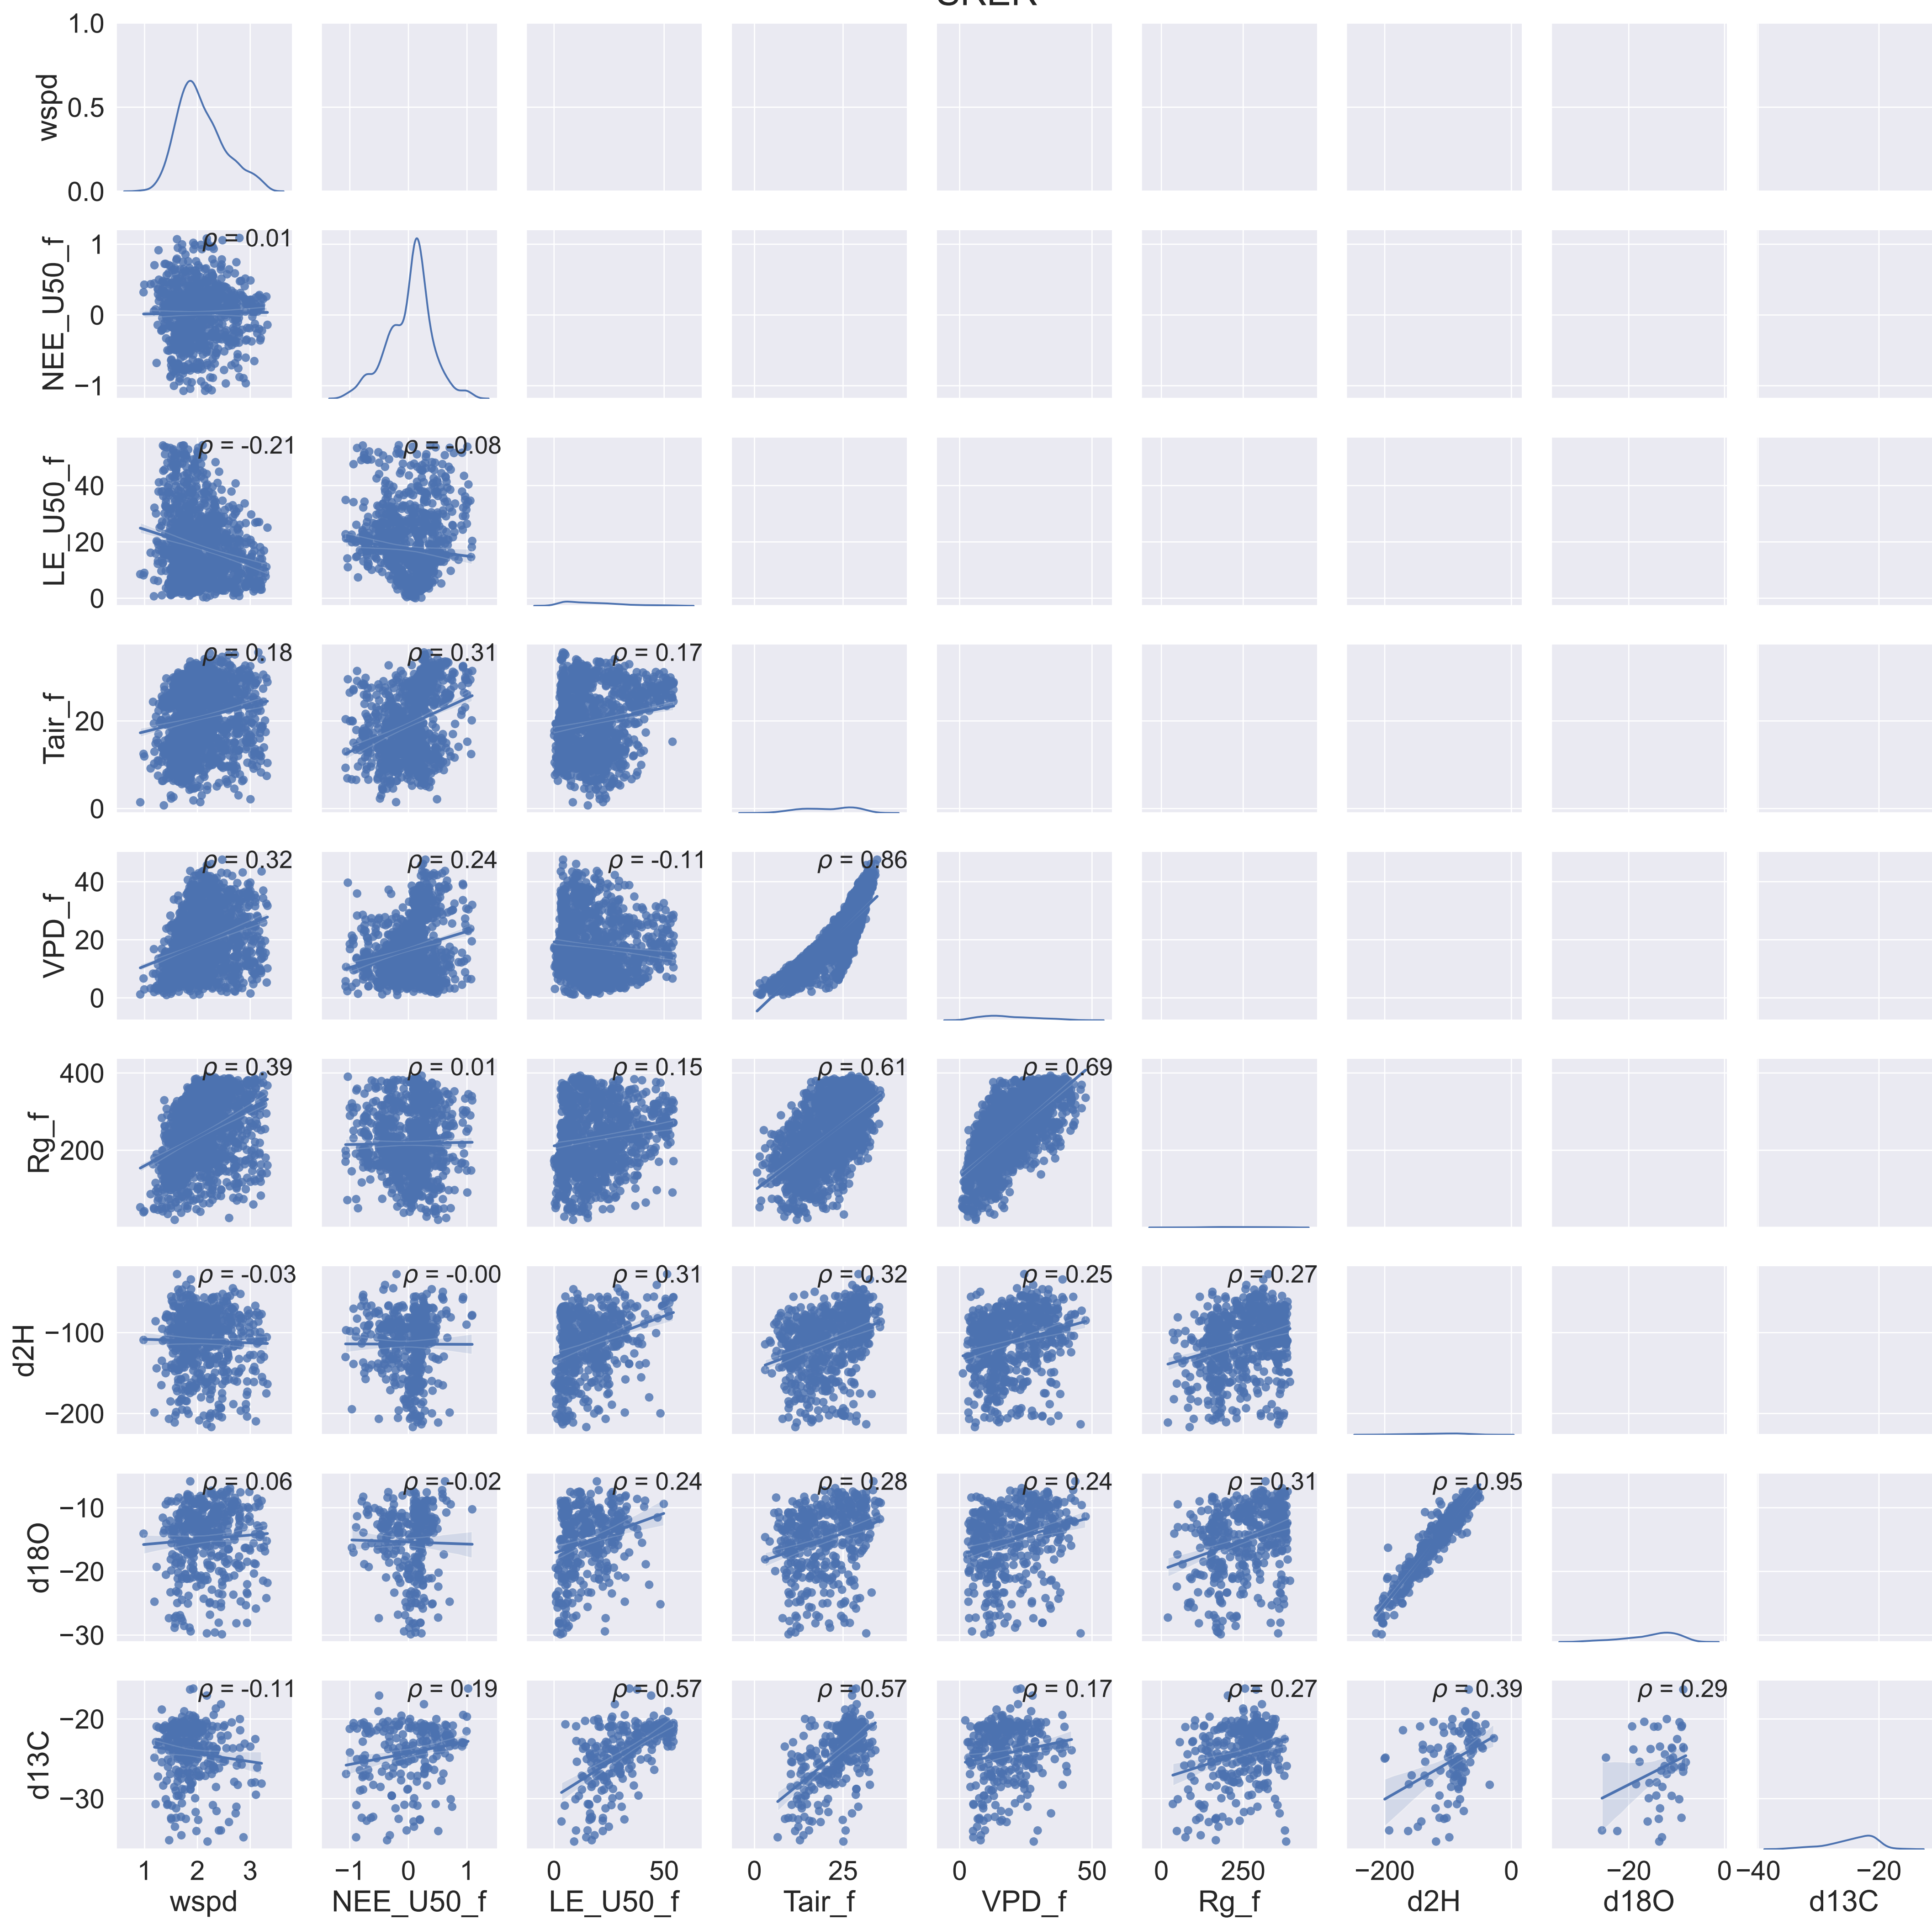 1.0
wspd
0.5
0.0
1
ρ = 0.01
NEE_U50_f
0
−1
ρ = -0.21
ρ = -0.08
LE_U50_f
40
20
0
ρ = 0.18
ρ = 0.31
ρ = 0.17
Tair_f
20
0
ρ = 0.32
ρ = 0.24
ρ = -0.11
ρ = 0.86
VPD_f
40
20
0
ρ = 0.39
ρ = 0.01
ρ = 0.15
ρ = 0.61
ρ = 0.69
Rg_f
400
200
ρ = -0.03
ρ = -0.00
ρ = 0.31
ρ = 0.32
ρ = 0.25
ρ = 0.27
d2H
−100
−200
ρ = 0.06
ρ = -0.02
ρ = 0.24
ρ = 0.28
ρ = 0.24
ρ = 0.31
ρ = 0.95
d18O
−10
−20
−30
ρ = -0.11
ρ = 0.19
ρ = 0.57
ρ = 0.57
ρ = 0.17
ρ = 0.27
ρ = 0.39
ρ = 0.29
d13C
−20
−30
1 2 3 −1 0 1 0 50 0 25 0 50 0 250 −200 0 −20 0 −40 −20
wspd NEE_U50_f LE_U50_f Tair_f VPD_f Rg_f d2H d18O d13C